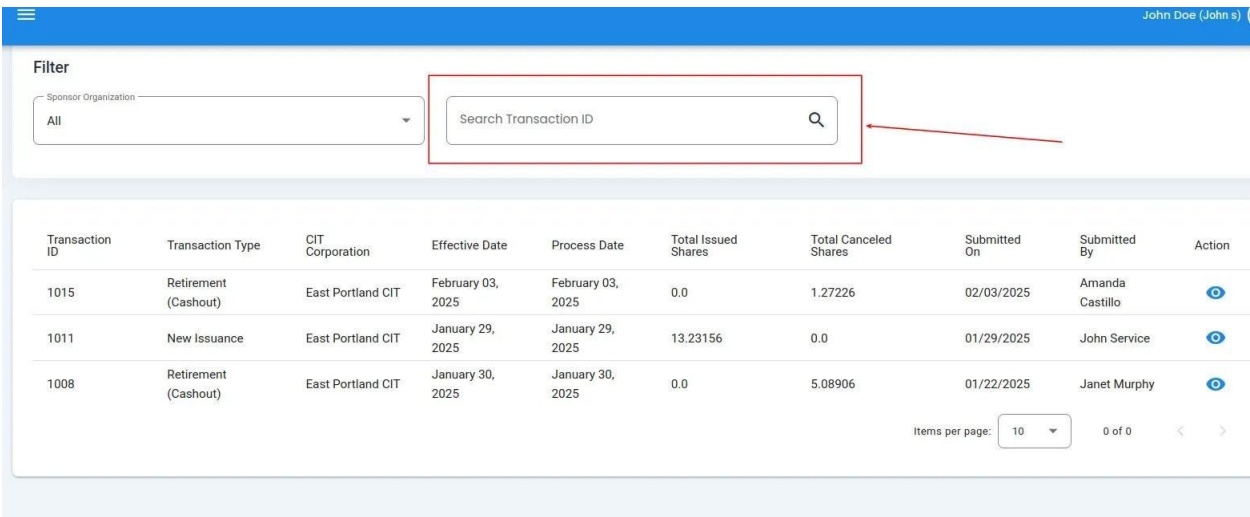 John Doe (John s)
Filter
Sponsor Organization
All
Search Transaction ID
Transaction ID Transaction Type CIT Corporation Effective Date Process Date Total Issued Shares Total Canceled Shares Submitted On Submitted By Action
1015 Retirement (Cashout) East Portland CIT February 03, 2025 February 03, 2025 0.0 1.27226 02/03/2025 Amanda Castillo
1011 New Issuance East Portland CIT January 29, 2025 January 29, 2025 13.23156 0.0 01/29/2025 John Service
1008 Retirement (Cashout) East Portland CIT January 30, 2025 January 30, 2025 0.0 5.08906 01/22/2025 Janet Murphy
Items per page: 10 0 of 0